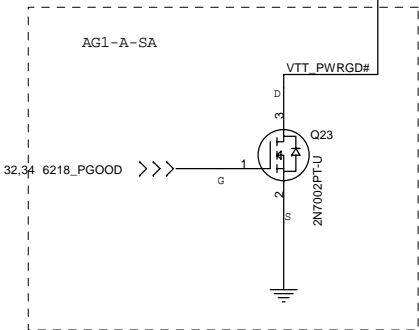 AG1-A-SA
VTT_PWRGD#
D
3
Q23
32,34 6218_PGOOD
1
G
2N7002PT-U
2
S